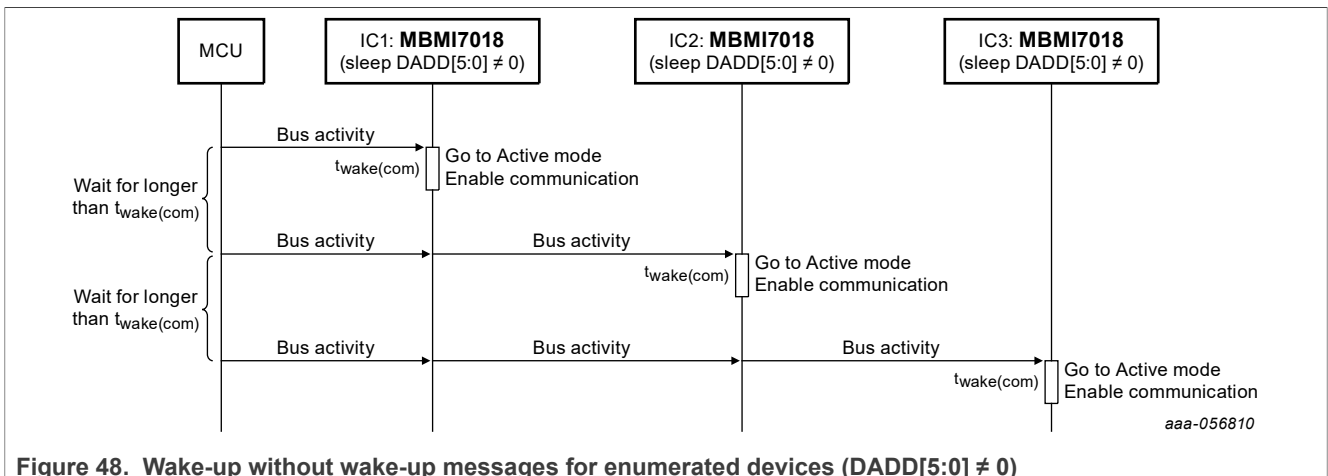 MCU
IC1: MBMI7018
(sleep DADD[5:0] ≠ 0)
IC2: MBMI7018
(sleep DADD[5:0] ≠ 0)
IC3: MBMI7018
(sleep DADD[5:0] ≠ 0)
Bus activity
twake(com)
Go to Active mode
Enable communication
Wait for longer
than twake(com)
Bus activity
Bus activity
twake(com)
Go to Active mode
Enable communication
Wait for longer
than twake(com)
Bus activity
Bus activity
Bus activity
twake(com)
Go to Active mode
Enable communication
aaa-056810
Figure 48. Wake-up without wake-up messages for enumerated devices (DADD[5:0] ≠ 0)